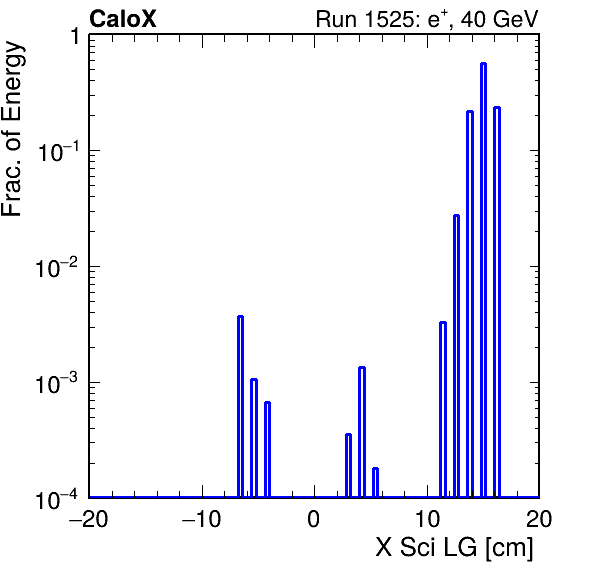 CaloX Run 1525: e⁺, 40 GeV
Frac. of Energy
1
10⁻¹
10⁻²
10⁻³
10⁻⁴
−20 −10 0 10 20
X Sci LG [cm]